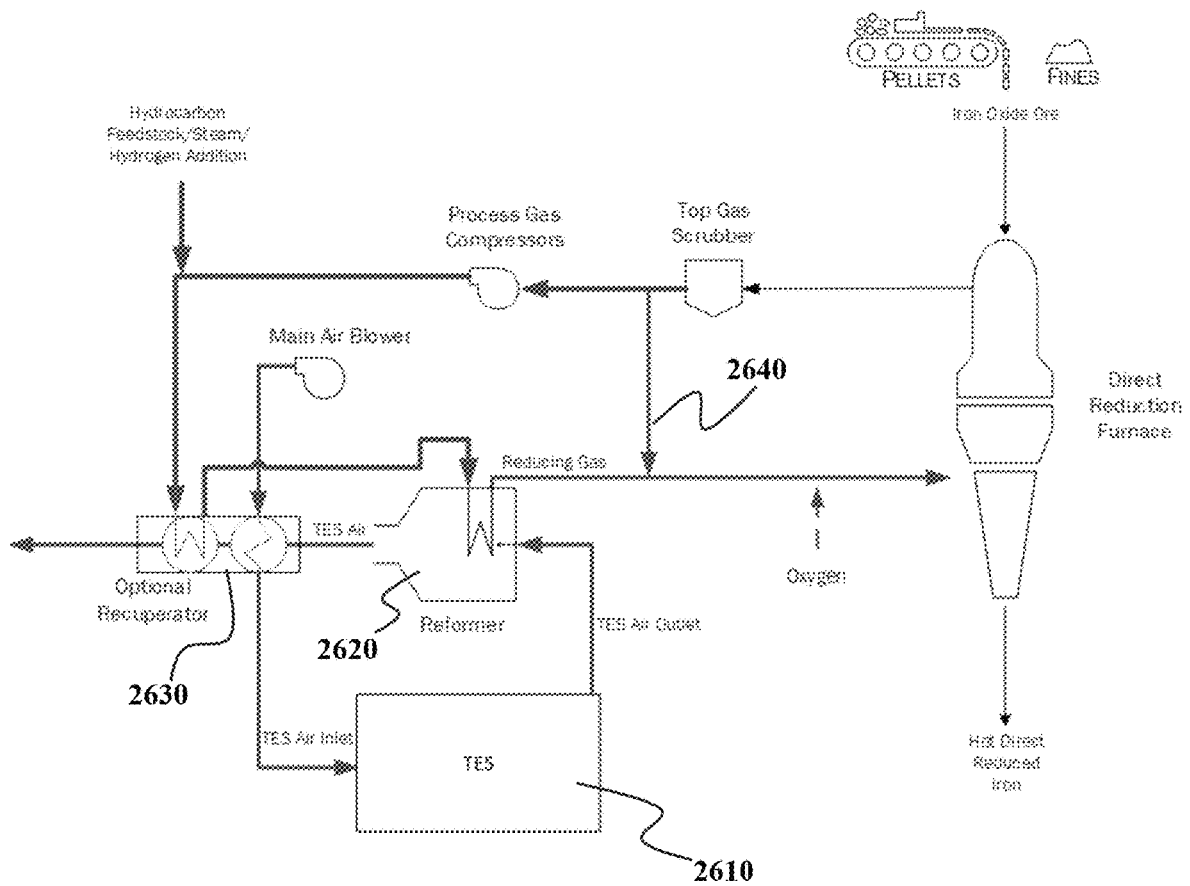 PELLETS
FINES
Iron Oxide Ore
Hydrocarbon
Feedstock/Steam/
Hydrogen Addition
Process Gas
Compressors
Top Gas
Scrubber
Main Air Blower
2640
Direct
Reduction
Furnace
Reducing Gas
TES Air
Oxygen
Optional
Recuperator
2630
2620
Reformer
TES Air Outlet
TES Air Inlet
TES
Hot Direct
Reduced
Iron
2610